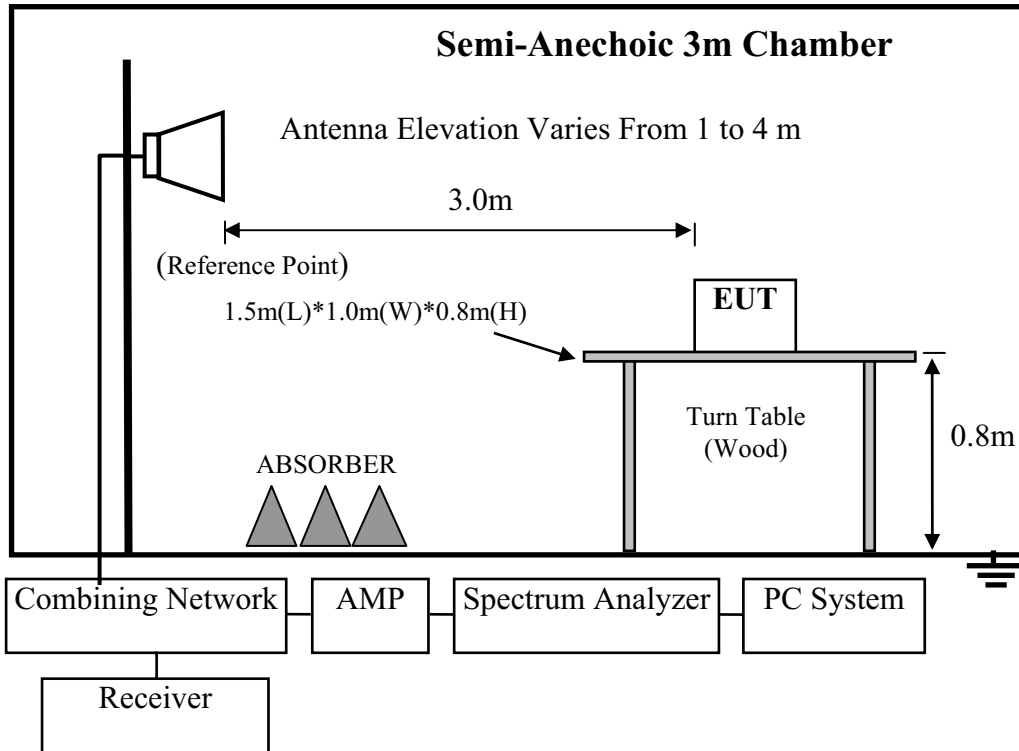 Semi-Anechoic 3m Chamber
Antenna Elevation Varies From 1 to 4 m
3.0m
(Reference Point)
1.5m(L)*1.0m(W)*0.8m(H)
EUT
Turn Table
(Wood)
0.8m
ABSORBER
Combining Network
AMP
Spectrum Analyzer
PC System
Receiver